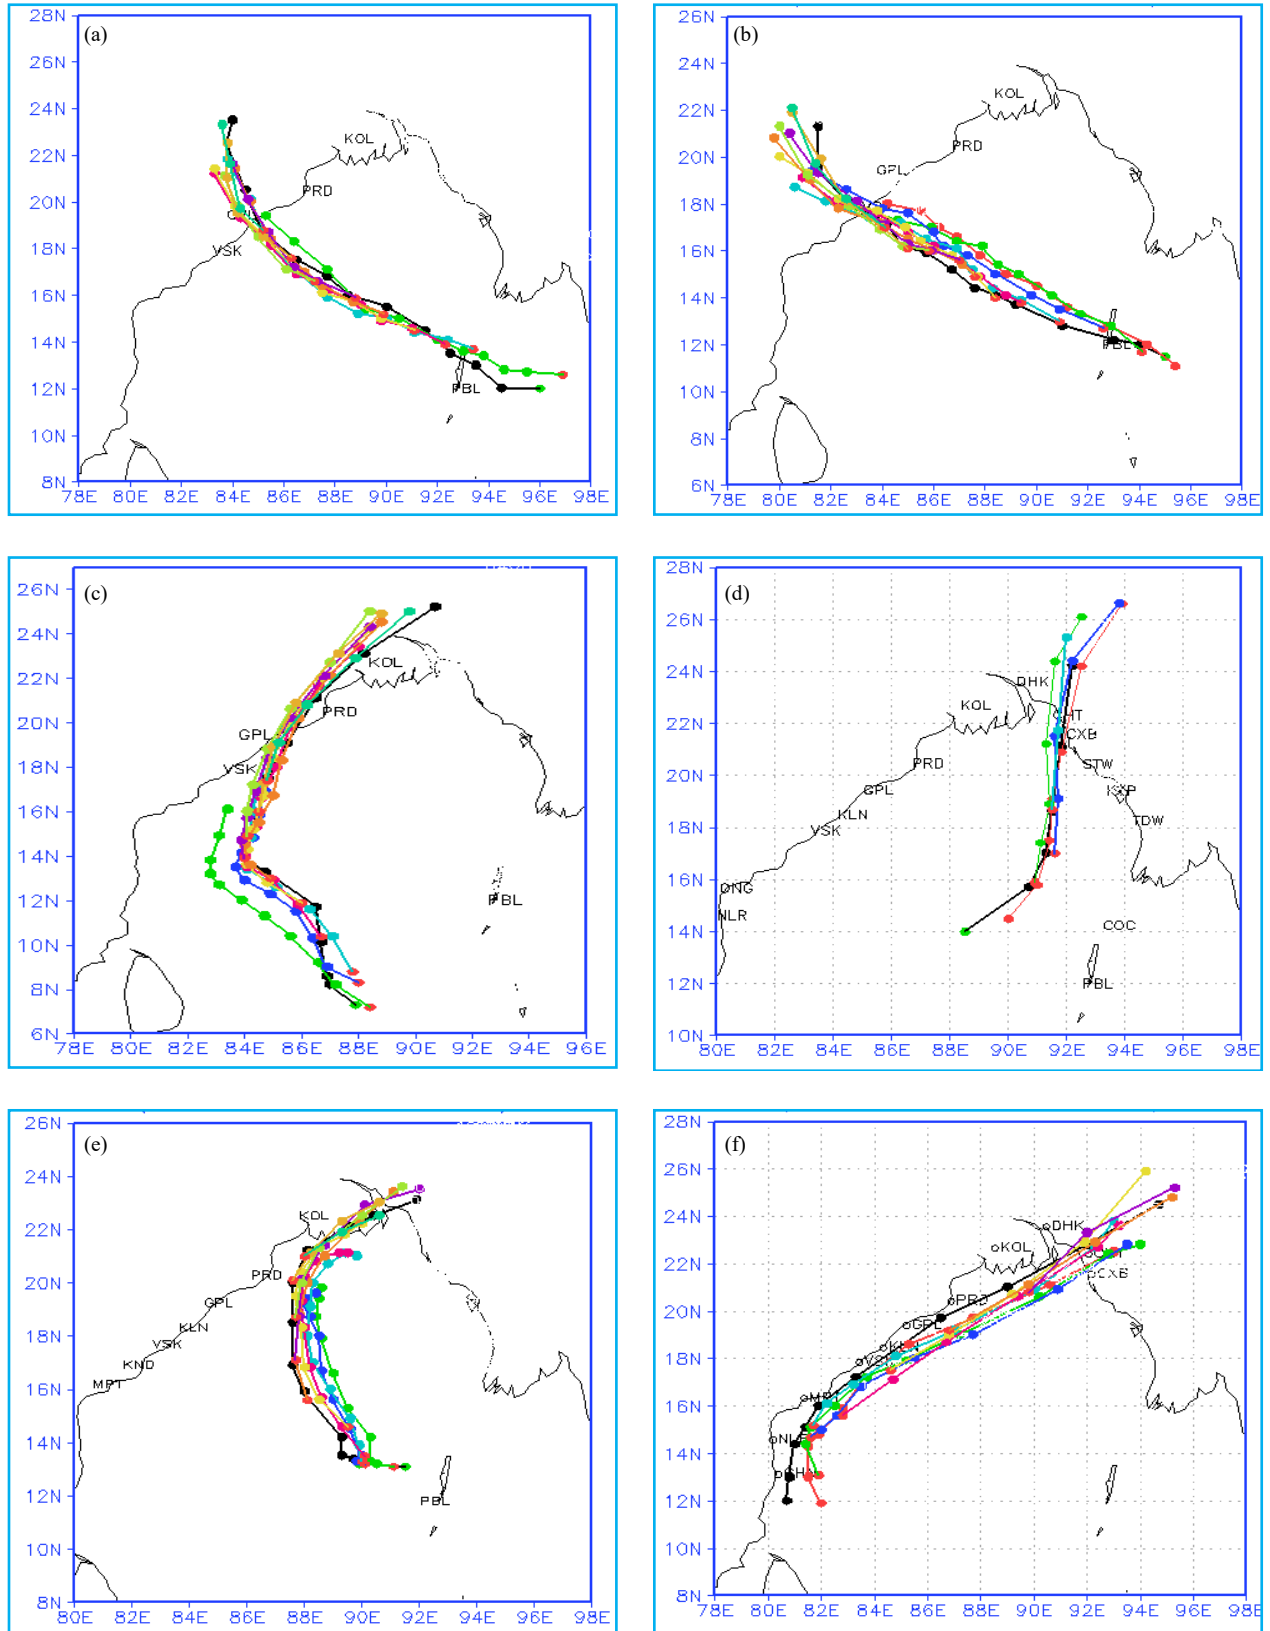 (a)
28N
26N
24N
22N
20N
18N
16N
14N
12N
10N
8N
78E 80E 82E 84E 86E 88E 90E 92E 94E 96E 98E
KOL
PRD
VSK
PBL
(b)
28N
26N
24N
22N
20N
18N
16N
14N
12N
10N
8N
6N
78E 80E 82E 84E 86E 88E 90E 92E 94E 96E 98E
KOL
PRD
GPL
PBL
(c)
26N
24N
22N
20N
18N
16N
14N
12N
10N
8N
6N
78E 80E 82E 84E 86E 88E 90E 92E 94E 96E
KOL
PRD
GPL
VSK
PBL
(d)
28N
26N
24N
22N
20N
18N
16N
14N
12N
10N
80E 82E 84E 86E 88E 90E 92E 94E 96E 98E
DHK
KOL
CXB
STW
PRD
GPL
KYP
KLN
TDW
VSK
ONG
NLR
COC
PBL
(e)
26N
24N
22N
20N
18N
16N
14N
12N
10N
8N
80E 82E 84E 86E 88E 90E 92E 94E 96E 98E
KOL
PRD
GPL
KLN
VSK
KND
MPT
PBL
(f)
28N
26N
24N
22N
20N
18N
16N
14N
12N
10N
8N
78E 80E 82E 84E 86E 88E 90E 92E 94E 96E 98E
DHK
KOL
CXB
PRD
GPL